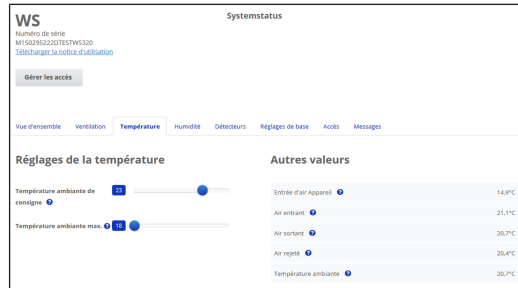 WS
Systemstatus
Numéro de série
M150295222DTESTWS320
Télécharger la notice d'utilisation
Gérer les accès
Vue d'ensemble Ventilation Température Humidité Détecteurs Réglages de base Accès Messages
Réglages de la température
Autres valeurs
Température ambiante de
consigne ?
23
Température ambiante max. ? 18
Entrée d'air Appareil ? 14,9°C
Air entrant ? 21,1°C
Air sortant ? 20,7°C
Air rejeté ? 20,4°C
Température ambiante ? 20,7°C